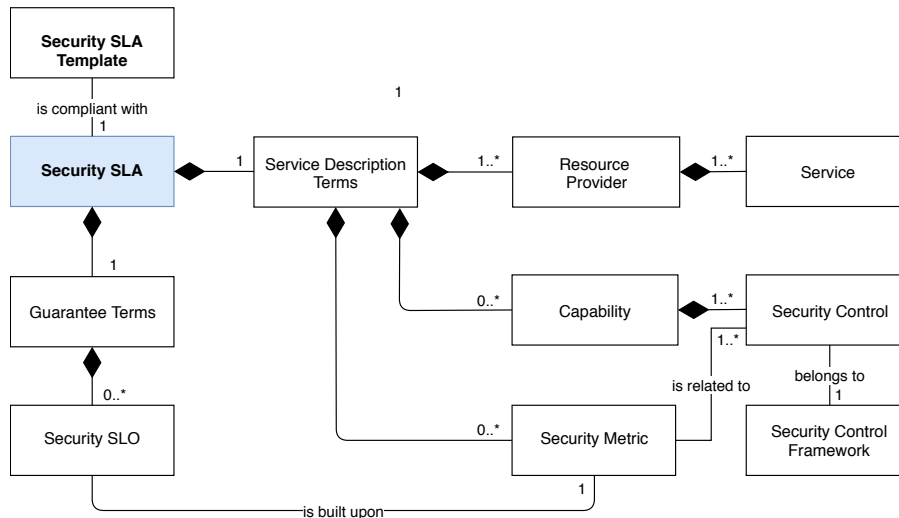 Security SLA
Template
1
is compliant with
1
Security SLA
1
Service Description
Terms
1..*
Resource
Provider
1..*
Service
1
Guarantee Terms
0..*
Capability
1..*
Security Control
1..*
is related to
belongs to
1
0..*
Security SLO
0..*
Security Metric
Security Control
Framework
1
is built upon